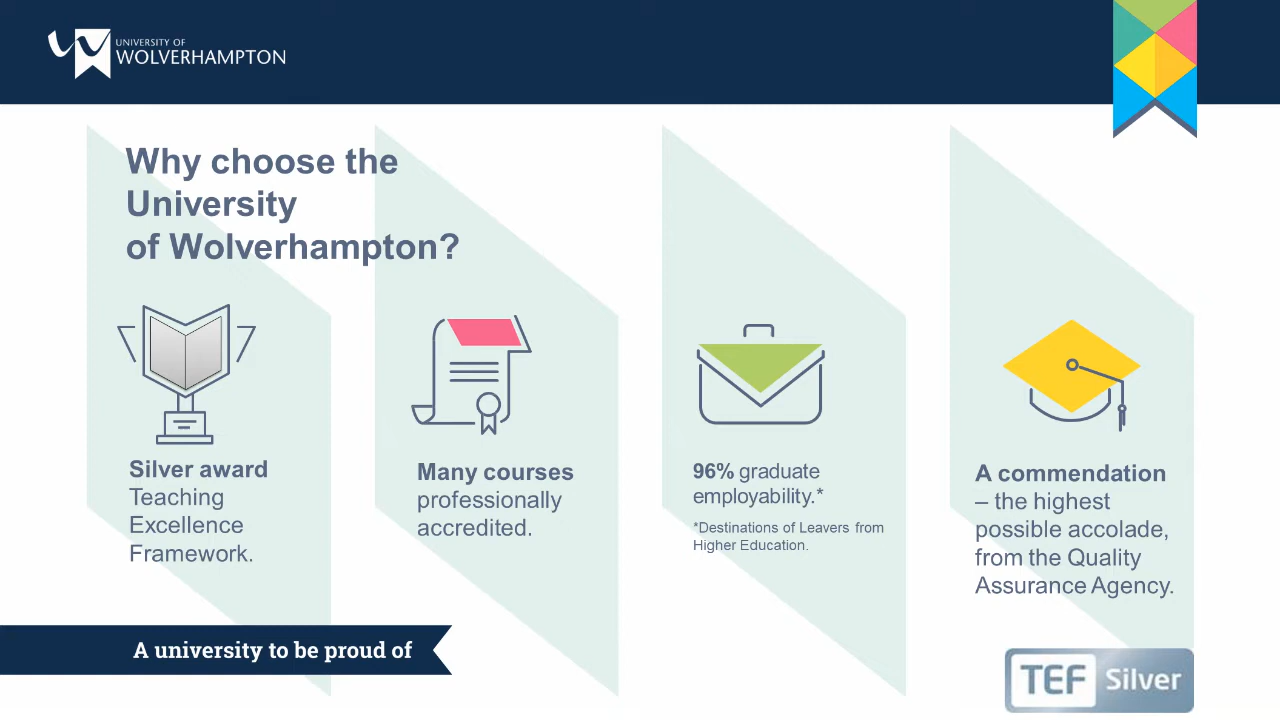 UNIVERSITY OF
WOLVERHAMPTON
Why choose the
University
of Wolverhampton?
Silver award
Teaching
Excellence
Framework.
Many courses
professionally
accredited.
96% graduate
employability.*
*Destinations of Leavers from
Higher Education.
A commendation
– the highest
possible accolade,
from the Quality
Assurance Agency.
A university to be proud of
TEF Silver